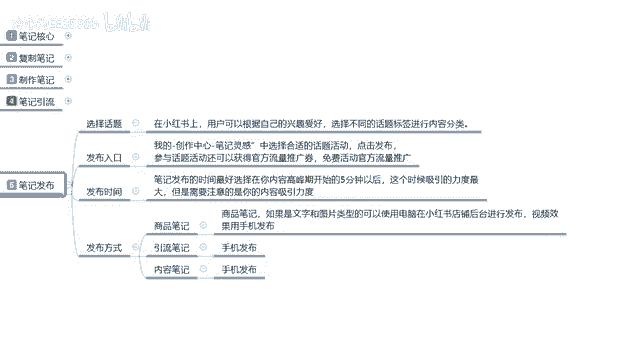 1 笔记核心
2 复制笔记
3 制作笔记
4 笔记引流
5 笔记发布
选择话题
在小红书上，用户可以根据自己的兴趣爱好，选择不同的话题标签进行内容分类。
发布入口
我的-创作中心-笔记灵感”中选择合适的话题活动，点击发布，
参与话题活动还可以获得官方流量推广券，免费活动官方流量推广
发布时间
笔记发布的时间最好选择在你内容高峰期开始的5分钟以后，这个时候吸引的力度最
大，但是需要注意的是你的内容吸引力度
发布方式
商品笔记
商品笔记，如果是文字和图片类型的可以使用电脑在小红书店铺后台进行发布，视频效
果用手机发布
引流笔记
手机发布
内容笔记
手机发布